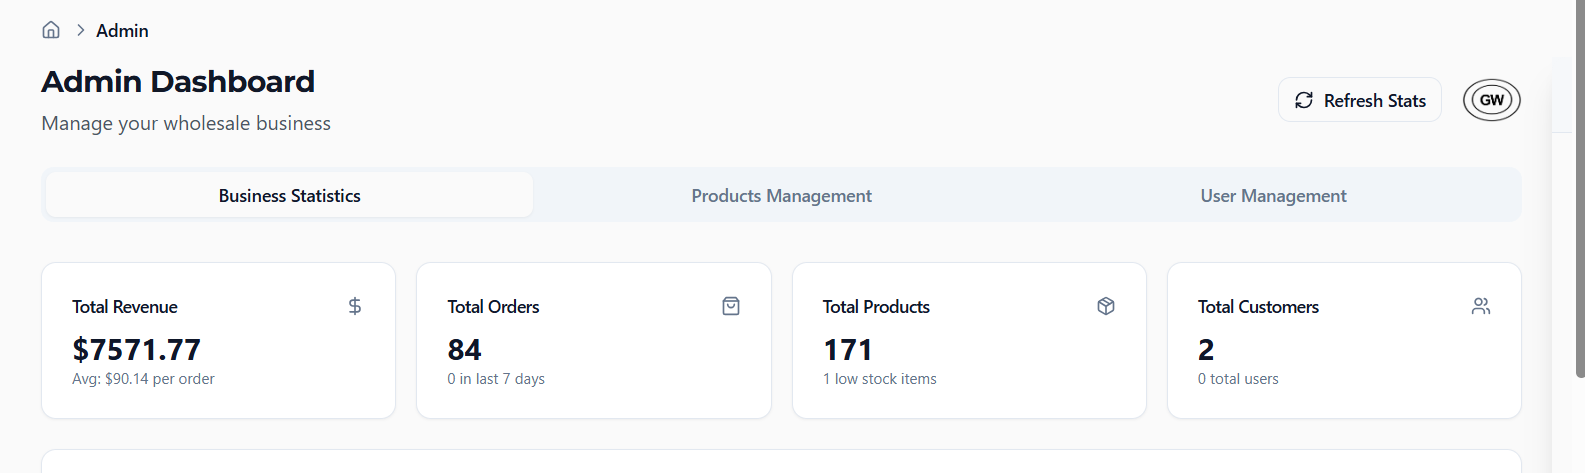 Admin
Admin Dashboard
Manage your wholesale business
Refresh Stats
GW
Business Statistics
Products Management
User Management
Total Revenue
$7571.77
Avg: $90.14 per order
Total Orders
84
0 in last 7 days
Total Products
171
1 low stock items
Total Customers
2
0 total users